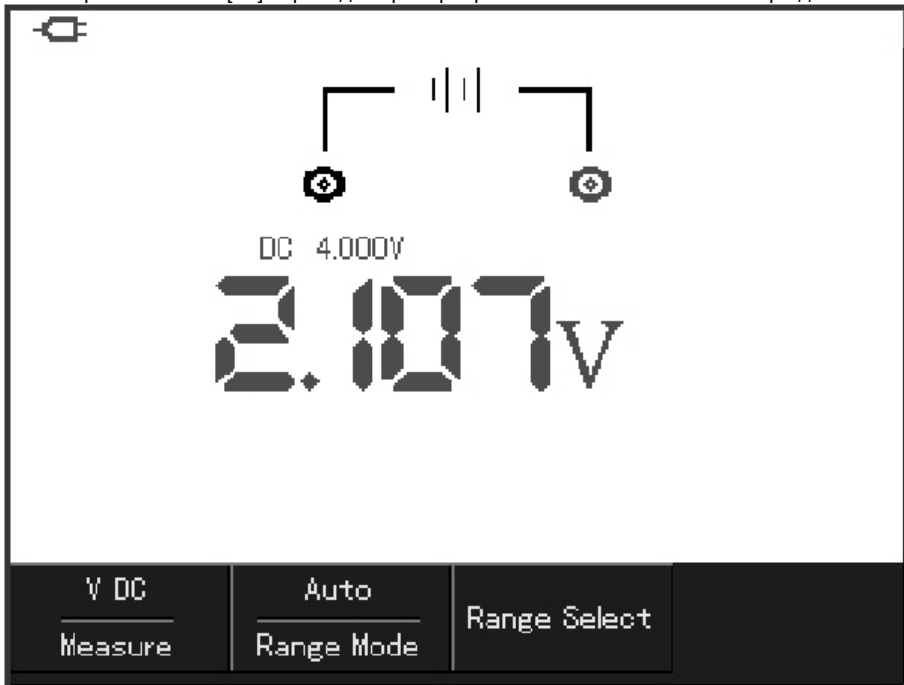 DC 4.000V
2.107V
V DC
Measure
Auto
Range Mode
Range Select